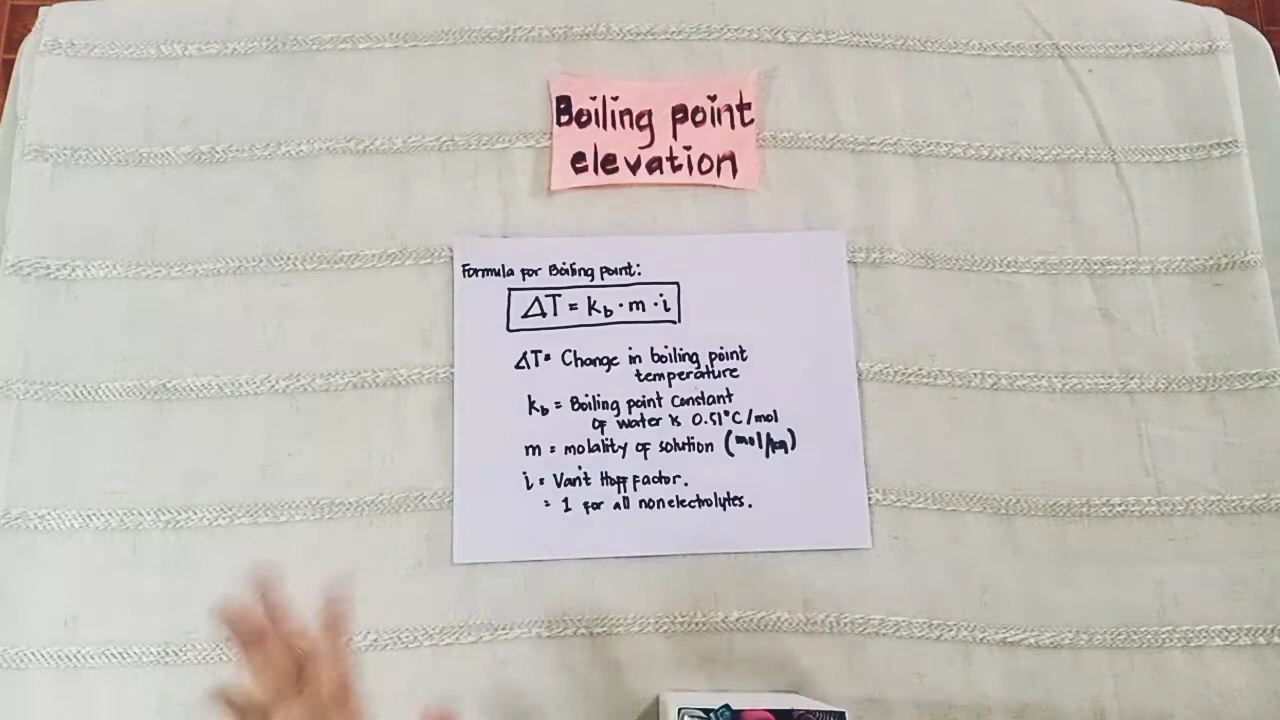 Boiling point
elevation
Formula for Boiling point:
ΔT = kb · m · i
ΔT = Change in boiling point
temperature
kb = Boiling point constant
of water is 0.51°C/mol
m = molality of solution (mol/kg)
i = Van't Hoff factor.
= 1 for all nonelectrolytes.